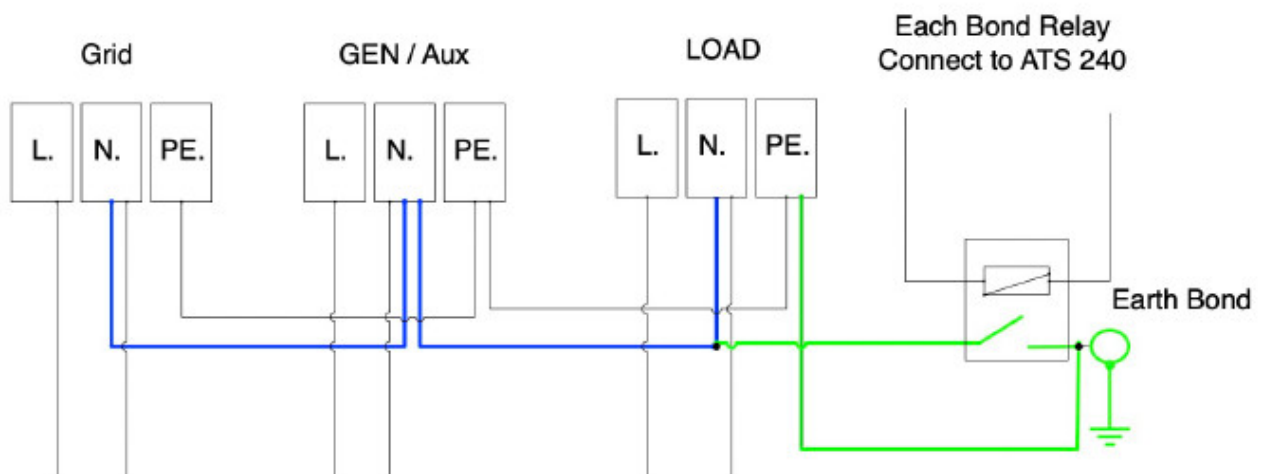 Each Bond Relay
Connect to ATS 240
Grid
GEN / Aux
LOAD
L.
N.
PE.
L.
N.
PE.
L.
N.
PE.
Earth Bond